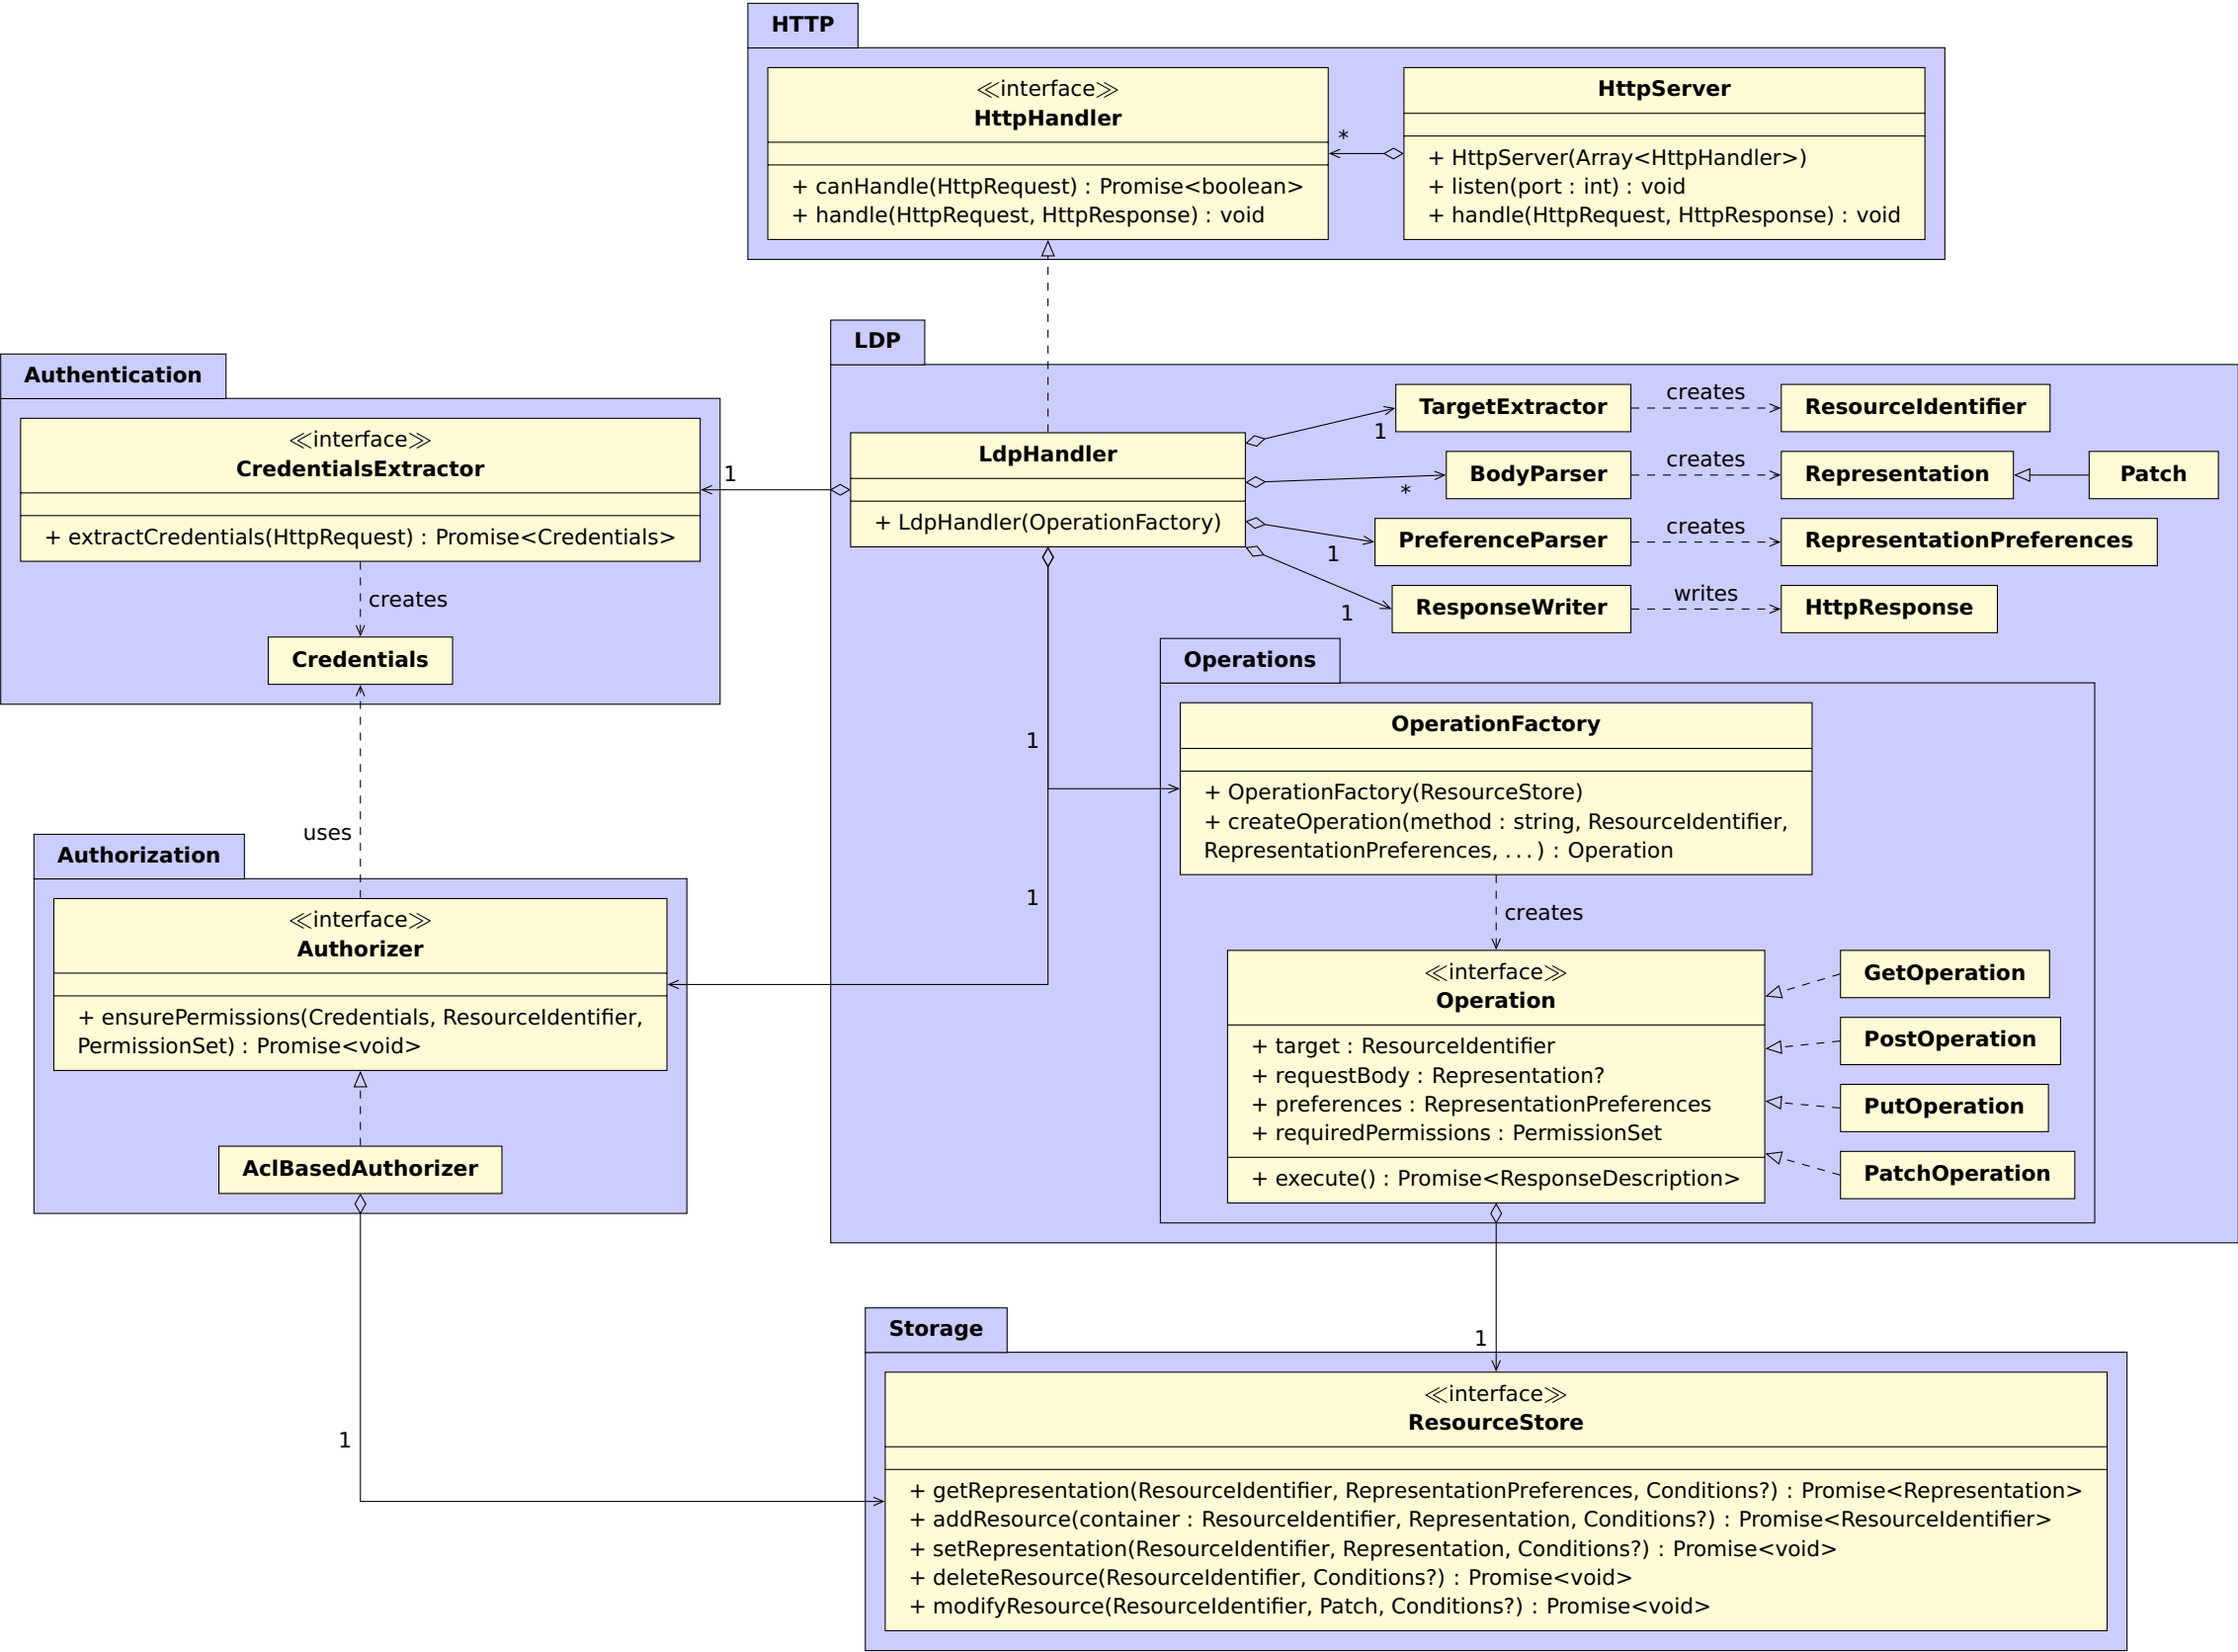 HTTP
≪interface≫
HttpHandler
+ canHandle(HttpRequest) : Promise<boolean>
+ handle(HttpRequest, HttpResponse) : void
*
HttpServer
+ HttpServer(Array<HttpHandler>)
+ listen(port : int) : void
+ handle(HttpRequest, HttpResponse) : void
Authentication
≪interface≫
CredentialsExtractor
+ extractCredentials(HttpRequest) : Promise<Credentials>
creates
Credentials
1
LDP
LdpHandler
+ LdpHandler(OperationFactory)
1
TargetExtractor
creates
ResourceIdentifier
*
BodyParser
creates
Representation
Patch
1
PreferenceParser
creates
RepresentationPreferences
1
ResponseWriter
writes
HttpResponse
1
1
Operations
OperationFactory
+ OperationFactory(ResourceStore)
+ createOperation(method : string, ResourceIdentifier,
RepresentationPreferences, ...) : Operation
creates
≪interface≫
Operation
+ target : ResourceIdentifier
+ requestBody : Representation?
+ preferences : RepresentationPreferences
+ requiredPermissions : PermissionSet
+ execute() : Promise<ResponseDescription>
GetOperation
PostOperation
PutOperation
PatchOperation
uses
Authorization
≪interface≫
Authorizer
+ ensurePermissions(Credentials, ResourceIdentifier,
PermissionSet) : Promise<void>
AclBasedAuthorizer
1
1
Storage
≪interface≫
ResourceStore
+ getRepresentation(ResourceIdentifier, RepresentationPreferences, Conditions?) : Promise<Representation>
+ addResource(container : ResourceIdentifier, Representation, Conditions?) : Promise<ResourceIdentifier>
+ setRepresentation(ResourceIdentifier, Representation, Conditions?) : Promise<void>
+ deleteResource(ResourceIdentifier, Conditions?) : Promise<void>
+ modifyResource(ResourceIdentifier, Patch, Conditions?) : Promise<void>